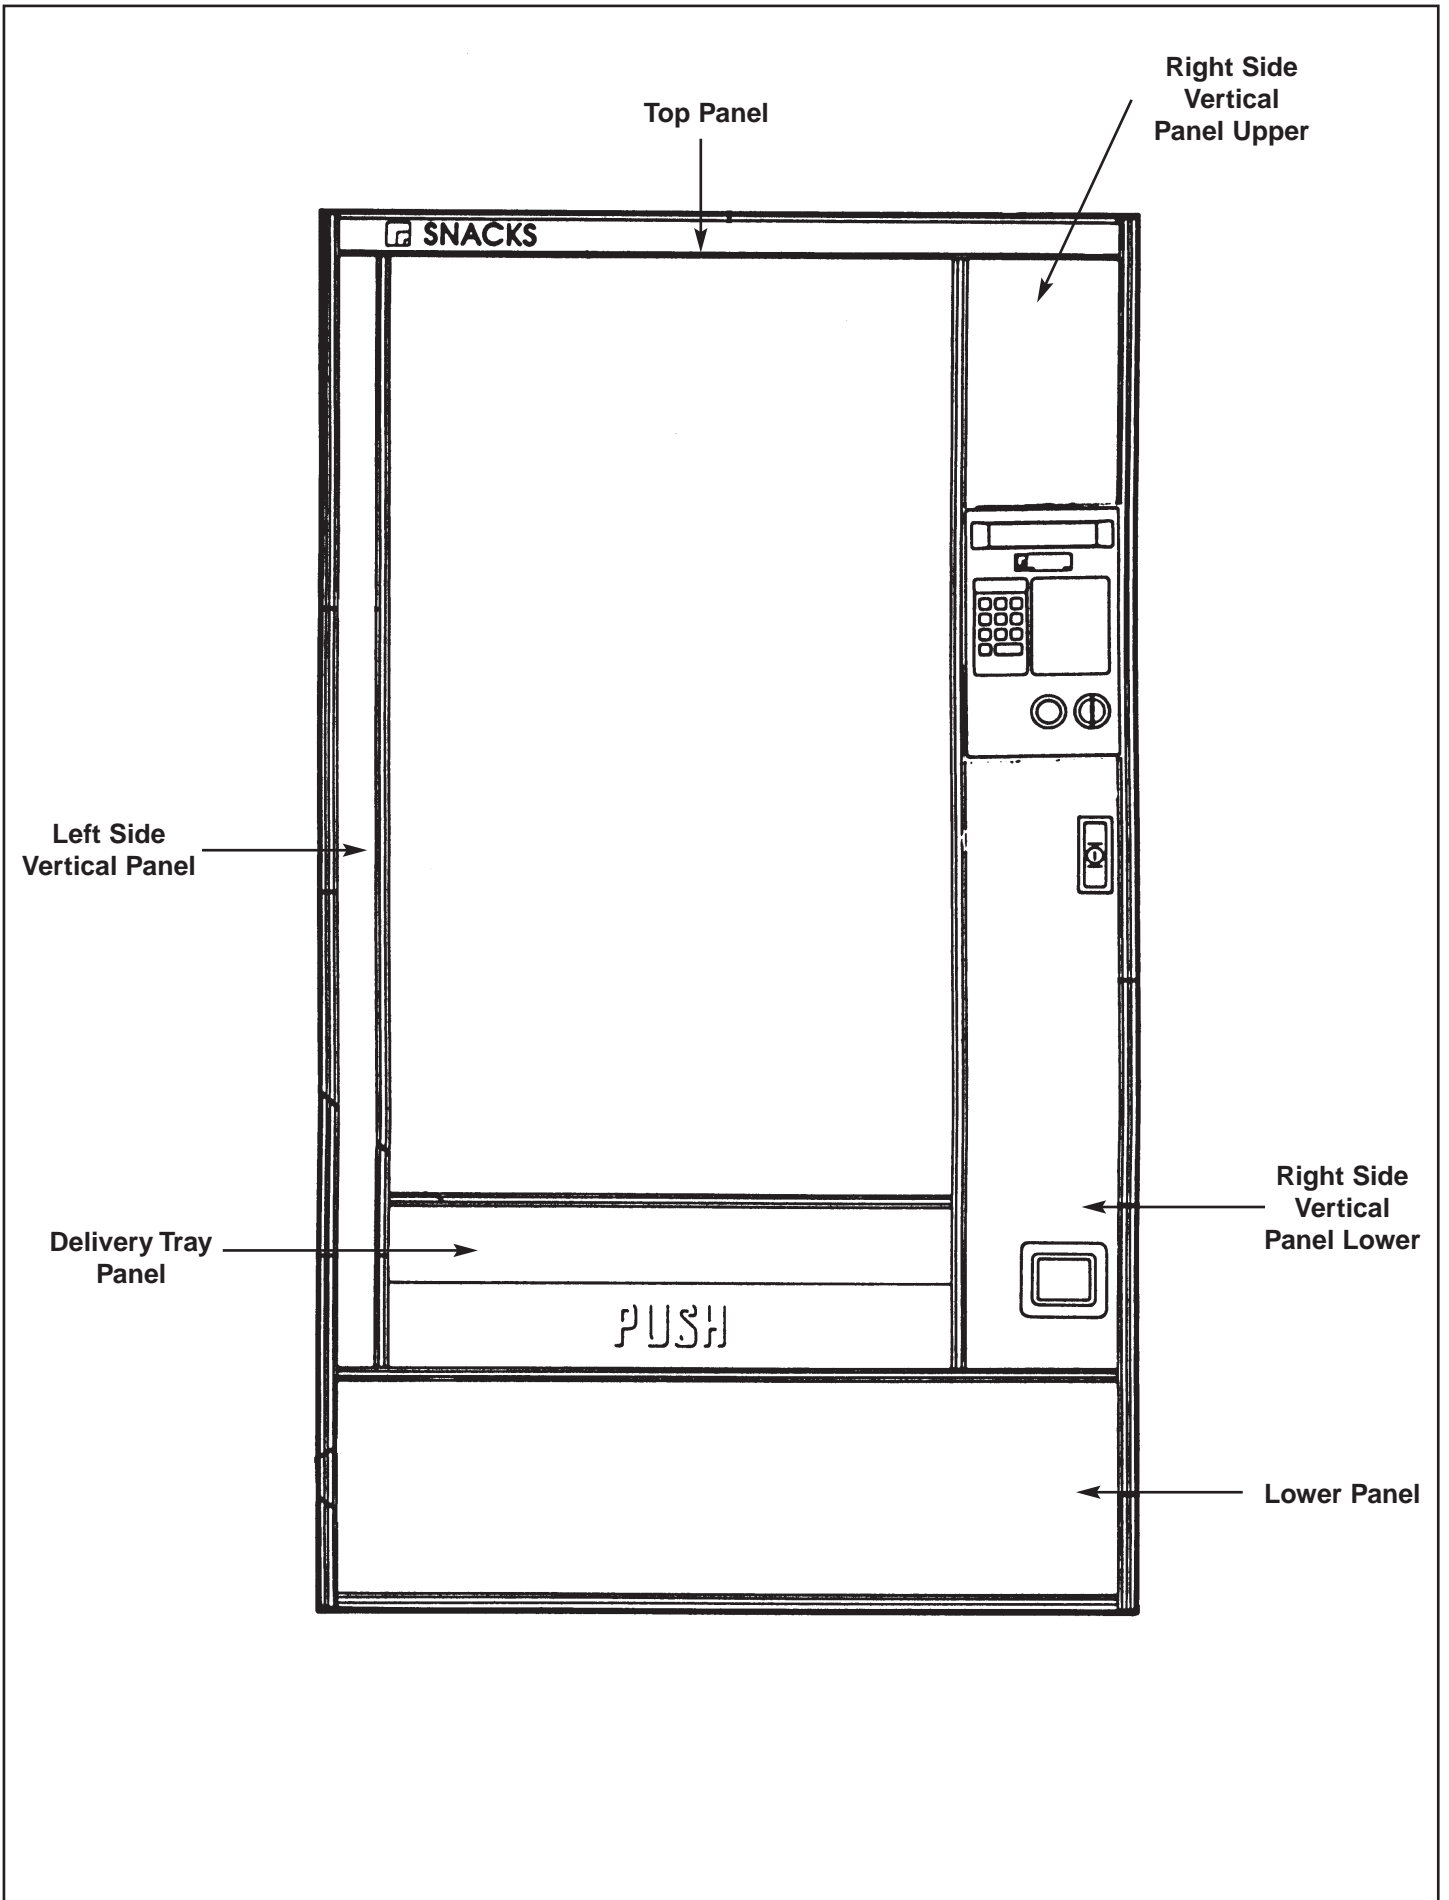 Right Side
Vertical
Panel Upper
Top Panel
SNACKS
Left Side
Vertical Panel
Right Side
Vertical
Panel Lower
Delivery Tray
Panel
PUSH
Lower Panel